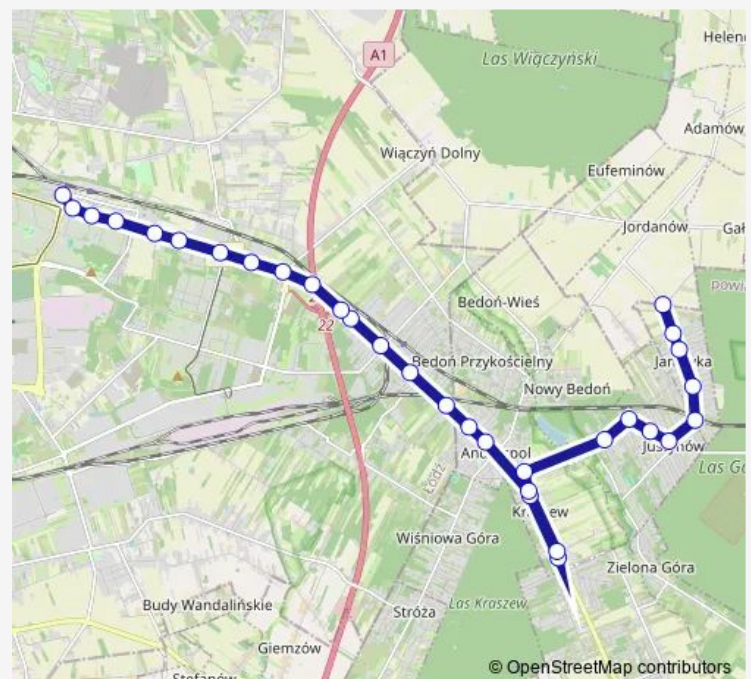 A1
Las Wiączyński
Adamów
Wiączyń Dolny
Eufeminów
Jordanów
Bedoń-Wieś
22
Bedoń Przykościelny
Nowy Bedoń
Łódź
Wiśniowa Góra
Zielona Góra
Budy Wandalińskie
Las Kraszew
Stróża
Giemzów
© OpenStreetMap contributors